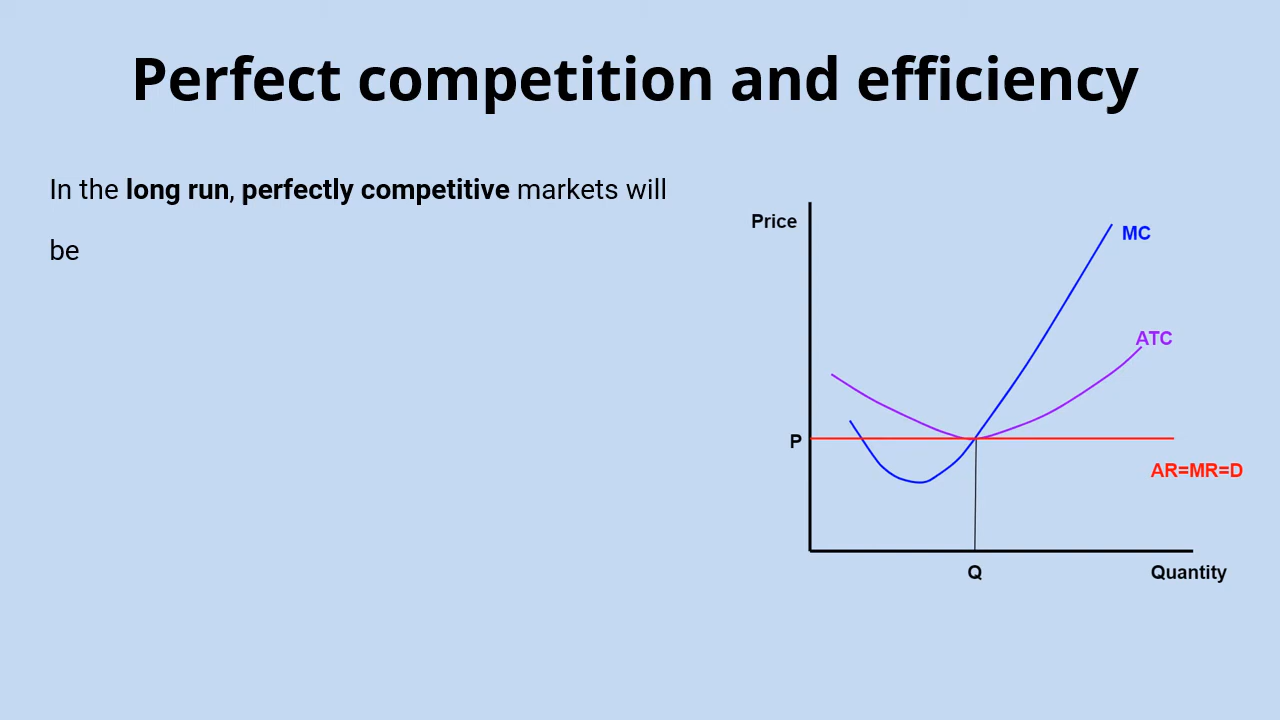 Perfect competition and efficiency
In the long run, perfectly competitive markets will
be
Price
MC
ATC
P
AR=MR=D
Q
Quantity